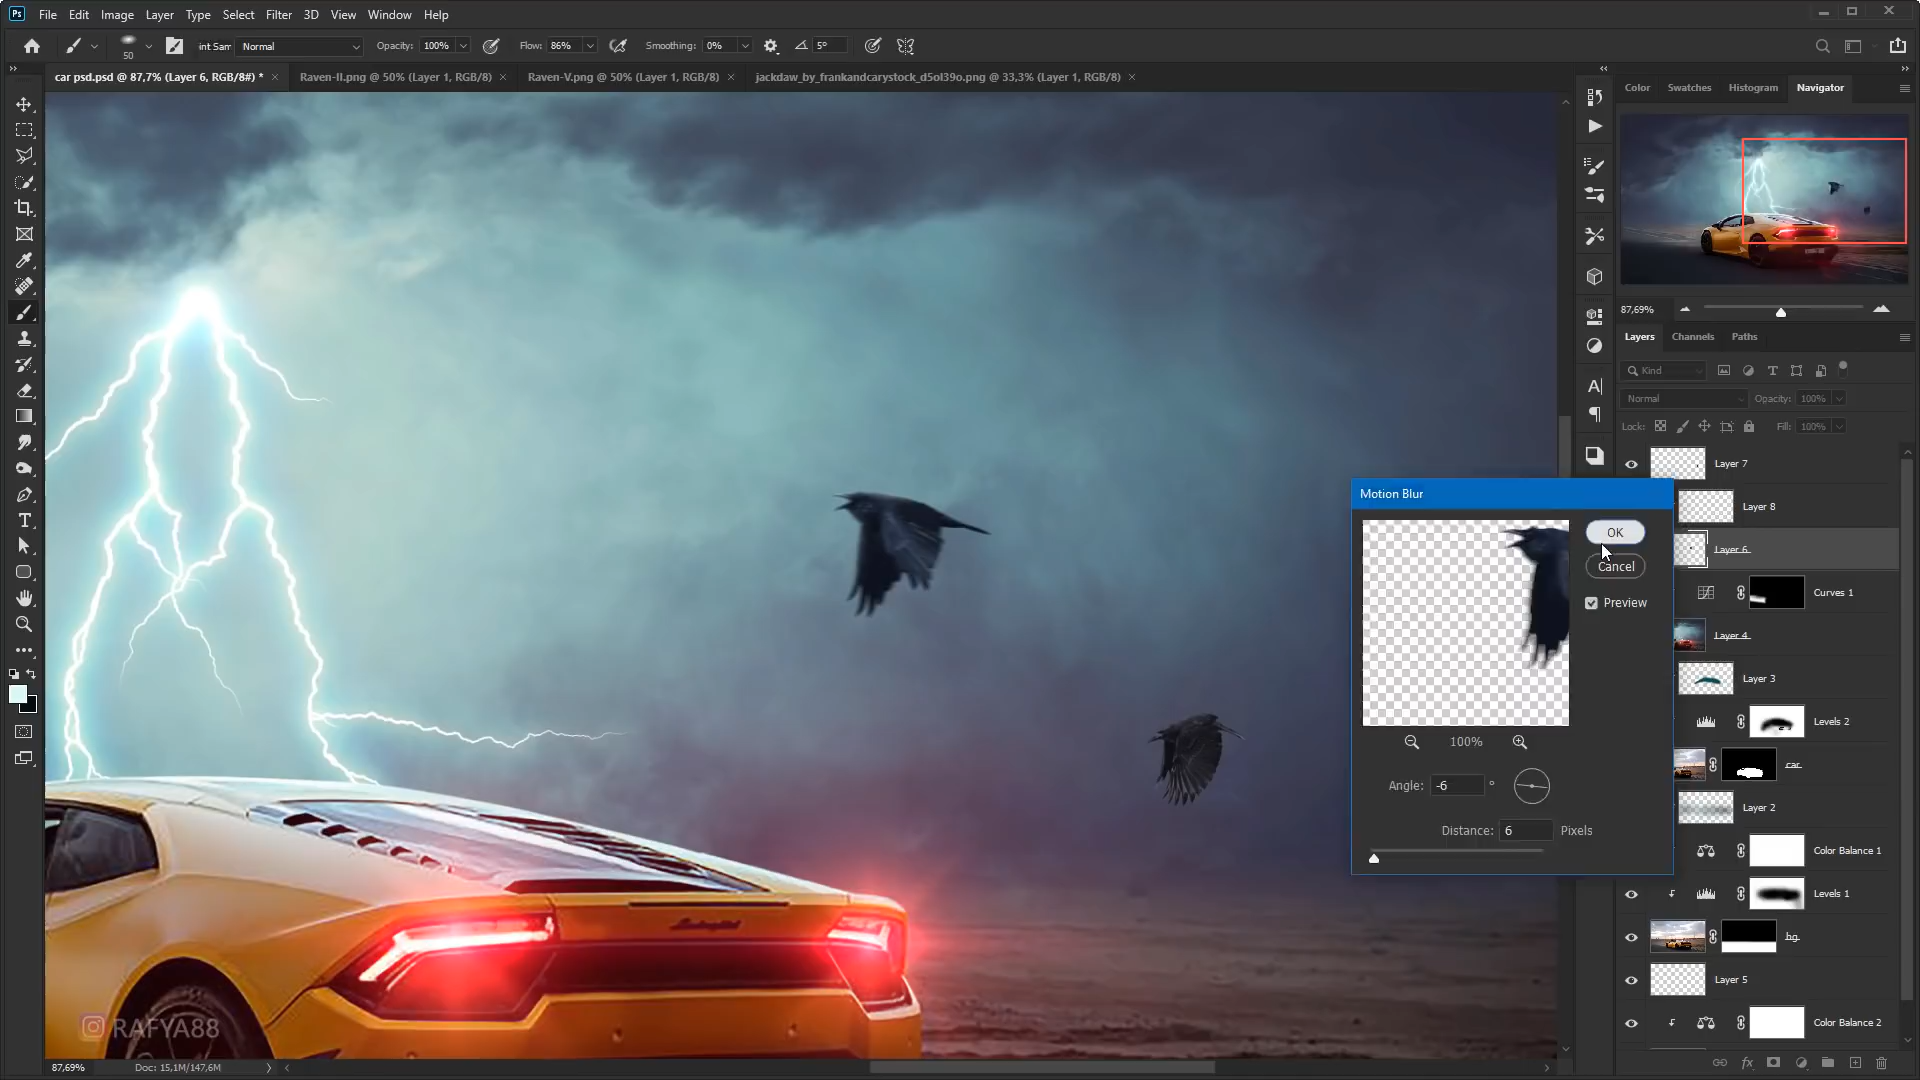 Ps File Edit Image Layer Type Select Filter 3D View Window Help
50 int Sam Normal Opacity: 100% Flow: 86% Smoothing: 0% 5°
car psd.psd @ 87,7% (Layer 6, RGB/8#) * Raven-II.png @ 50% (Layer 1, RGB/8) Raven-V.png @ 50% (Layer 1, RGB/8) jackdaw_by_frankandcarystock_d5ol39o.png @ 33,3% (Layer 1, RGB/8)
Color Swatches Histogram Navigator
87,69%
Layers Channels Paths
Kind
Normal Opacity: 100%
Lock: Fill: 100%
Layer 7
Layer 8
Layer 6
Curves 1
Layer 4
Layer 3
Levels 2
car
Layer 2
Color Balance 1
Levels 1
bg
Layer 5
Color Balance 2
Motion Blur
OK
Cancel
Preview
100%
Angle: -6 °
Distance: 6 Pixels
Lamborghini
RAFYA88
87,69% Doc: 15,1M/147,6M